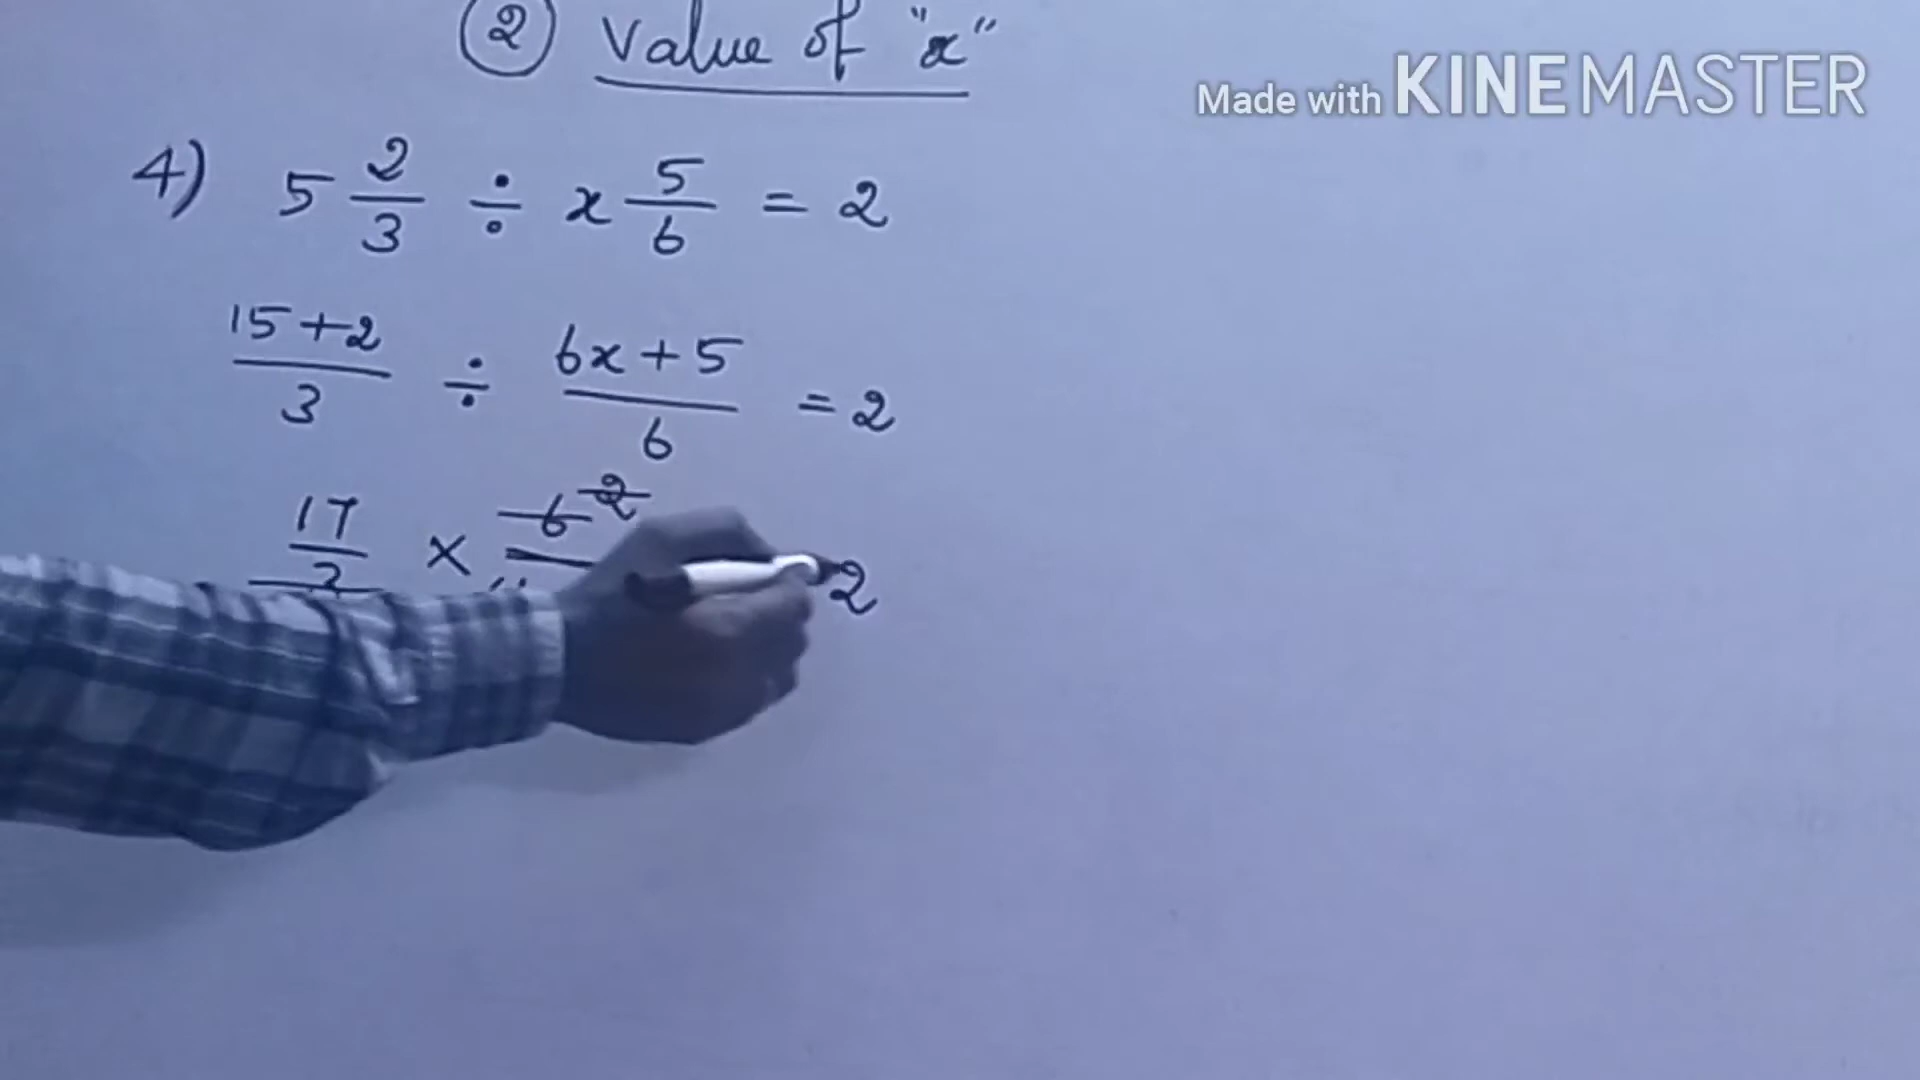 ② Value of "x"
Made with KINEMASTER
4) 5 2/3 ÷ x 5/6 = 2
15+2/3 ÷ 6x+5/6 = 2
17/3 × 6 2 2